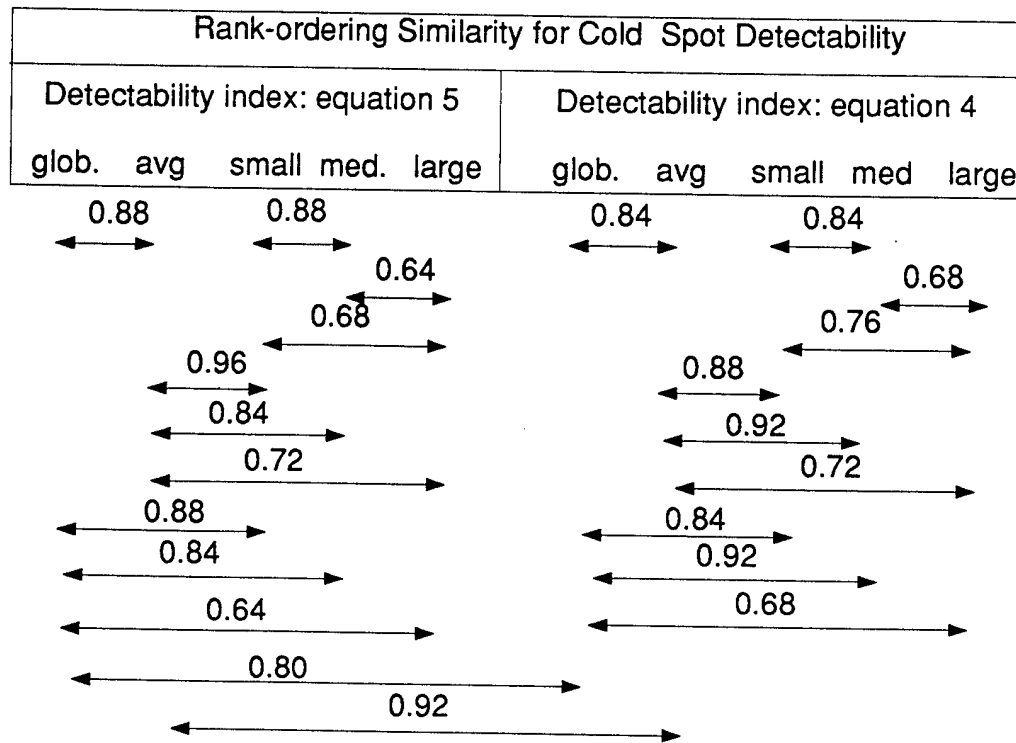 Rank-ordering Similarity for Cold Spot Detectability
Detectability index: equation 5 Detectability index: equation 4
glob. avg small med. large glob. avg small med large
0.88 0.88 0.84 0.84
0.64 0.68
0.68 0.76
0.96 0.88
0.84 0.92
0.72 0.72
0.88 0.84
0.84 0.92
0.64 0.68
0.80
0.92